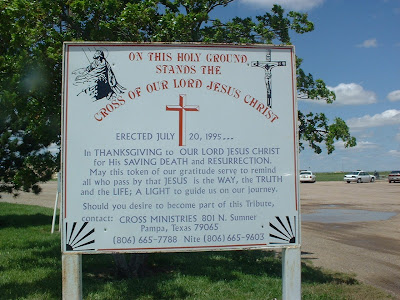 ON THIS HOLY GROUND,
STANDS THE
CROSS OF OUR LORD JESUS CHRIST
ERECTED JULY 20, 1995...
In THANKSGIVING to OUR LORD JESUS CHRIST
for His SAVING DEATH and RESURRECTION.
May this token of our gratitude serve to remind
all who pass by that JESUS is the WAY, the TRUTH
and the LIFE; A LIGHT to guide us on our journey.
Should you desire to become part of this Tribute,
contact: CROSS MINISTRIES 801 N. Sumner
Pampa, Texas 79065
(806) 665-7788 Nite (806) 665-9603